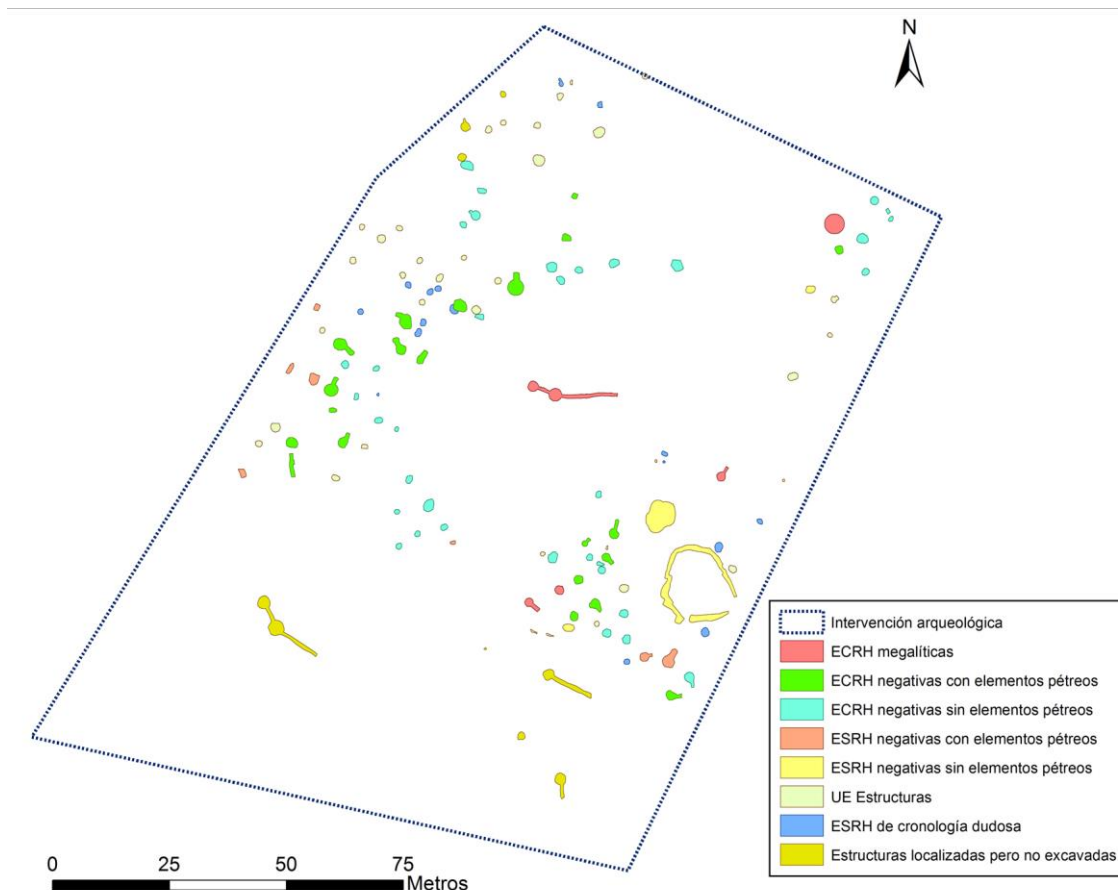 N
Intervención arqueológica
ECRH megalíticas
ECRH negativas con elementos pétreos
ECRH negativas sin elementos pétreos
ESRH negativas con elementos pétreos
ESRH negativas sin elementos pétreos
UE Estructuras
ESRH de cronología dudosa
Estructuras localizadas pero no excavadas
0 25 50 75
Metros